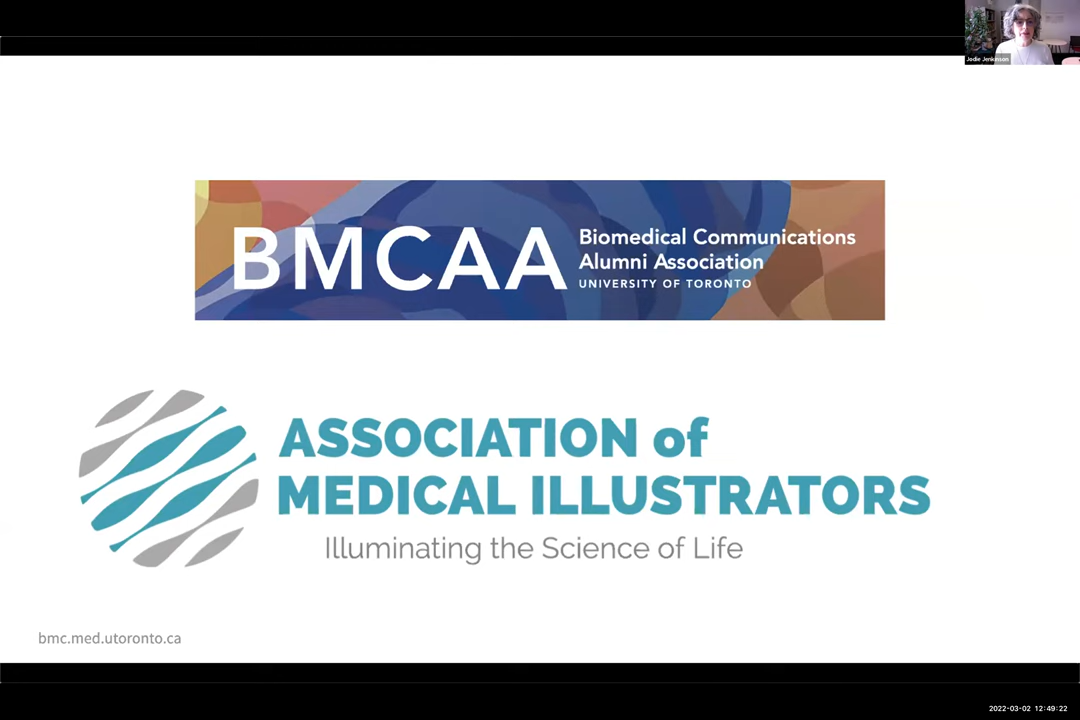 Jodie Jenkinson
BMCAA
Biomedical Communications
Alumni Association
UNIVERSITY OF TORONTO
ASSOCIATION of
MEDICAL ILLUSTRATORS
Illuminating the Science of Life
bmc.med.utoronto.ca
2022-03-02 12:49:22